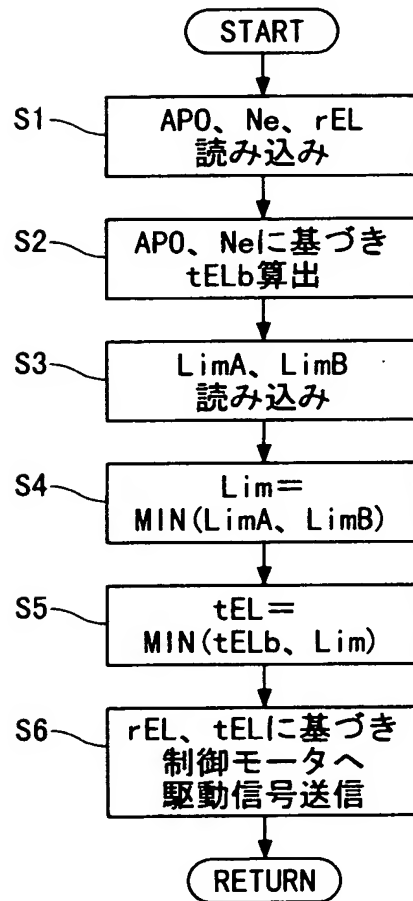 START
S1
APO、Ne、rEL
読み込み
S2
APO、Neに基づき
tELb算出
S3
LimA、LimB
読み込み
S4
Lim=
MIN(LimA、LimB)
S5
tEL=
MIN(tELb、Lim)
S6
rEL、tELに基づき
制御モータへ
駆動信号送信
RETURN